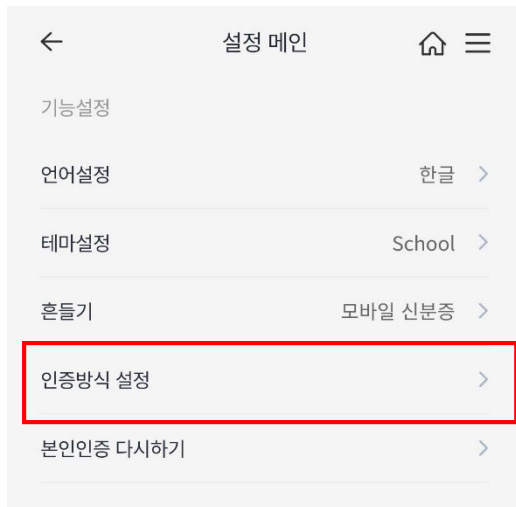 설정 메인
기능설정
언어설정 한글
테마설정 School
흔들기 모바일 신분증
인증방식 설정
본인인증 다시하기